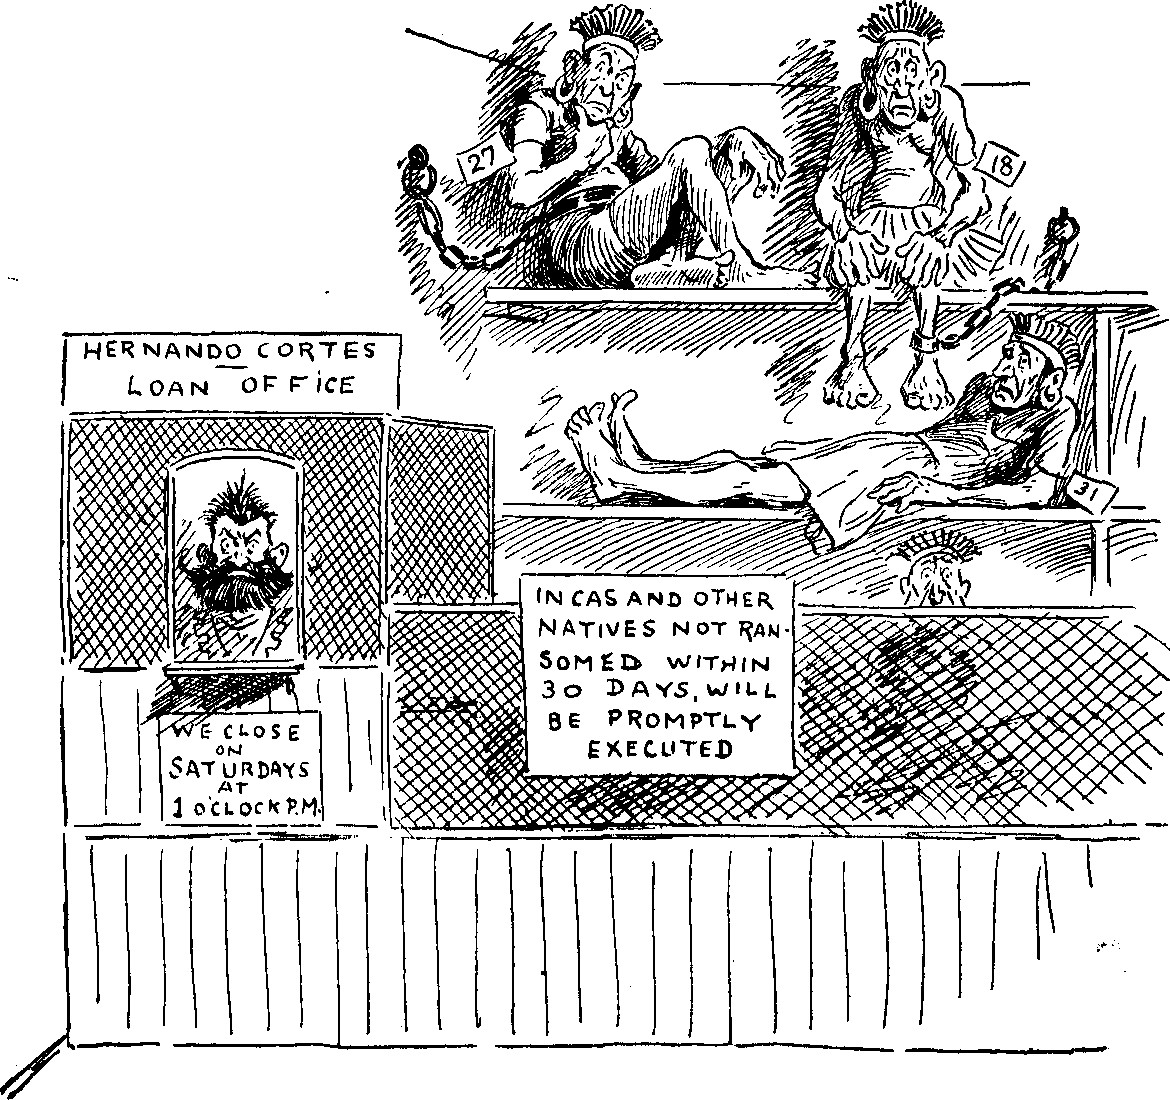 27
18
HERNANDO CORTES
LOAN OFFICE
31
INCAS AND OTHER
NATIVES NOT RAN-
SOMED WITHIN
30 DAYS, WILL
BE PROMPTLY
EXECUTED
WE CLOSE
ON
SATURDAYS
AT
1 O'CLOCK P.M.